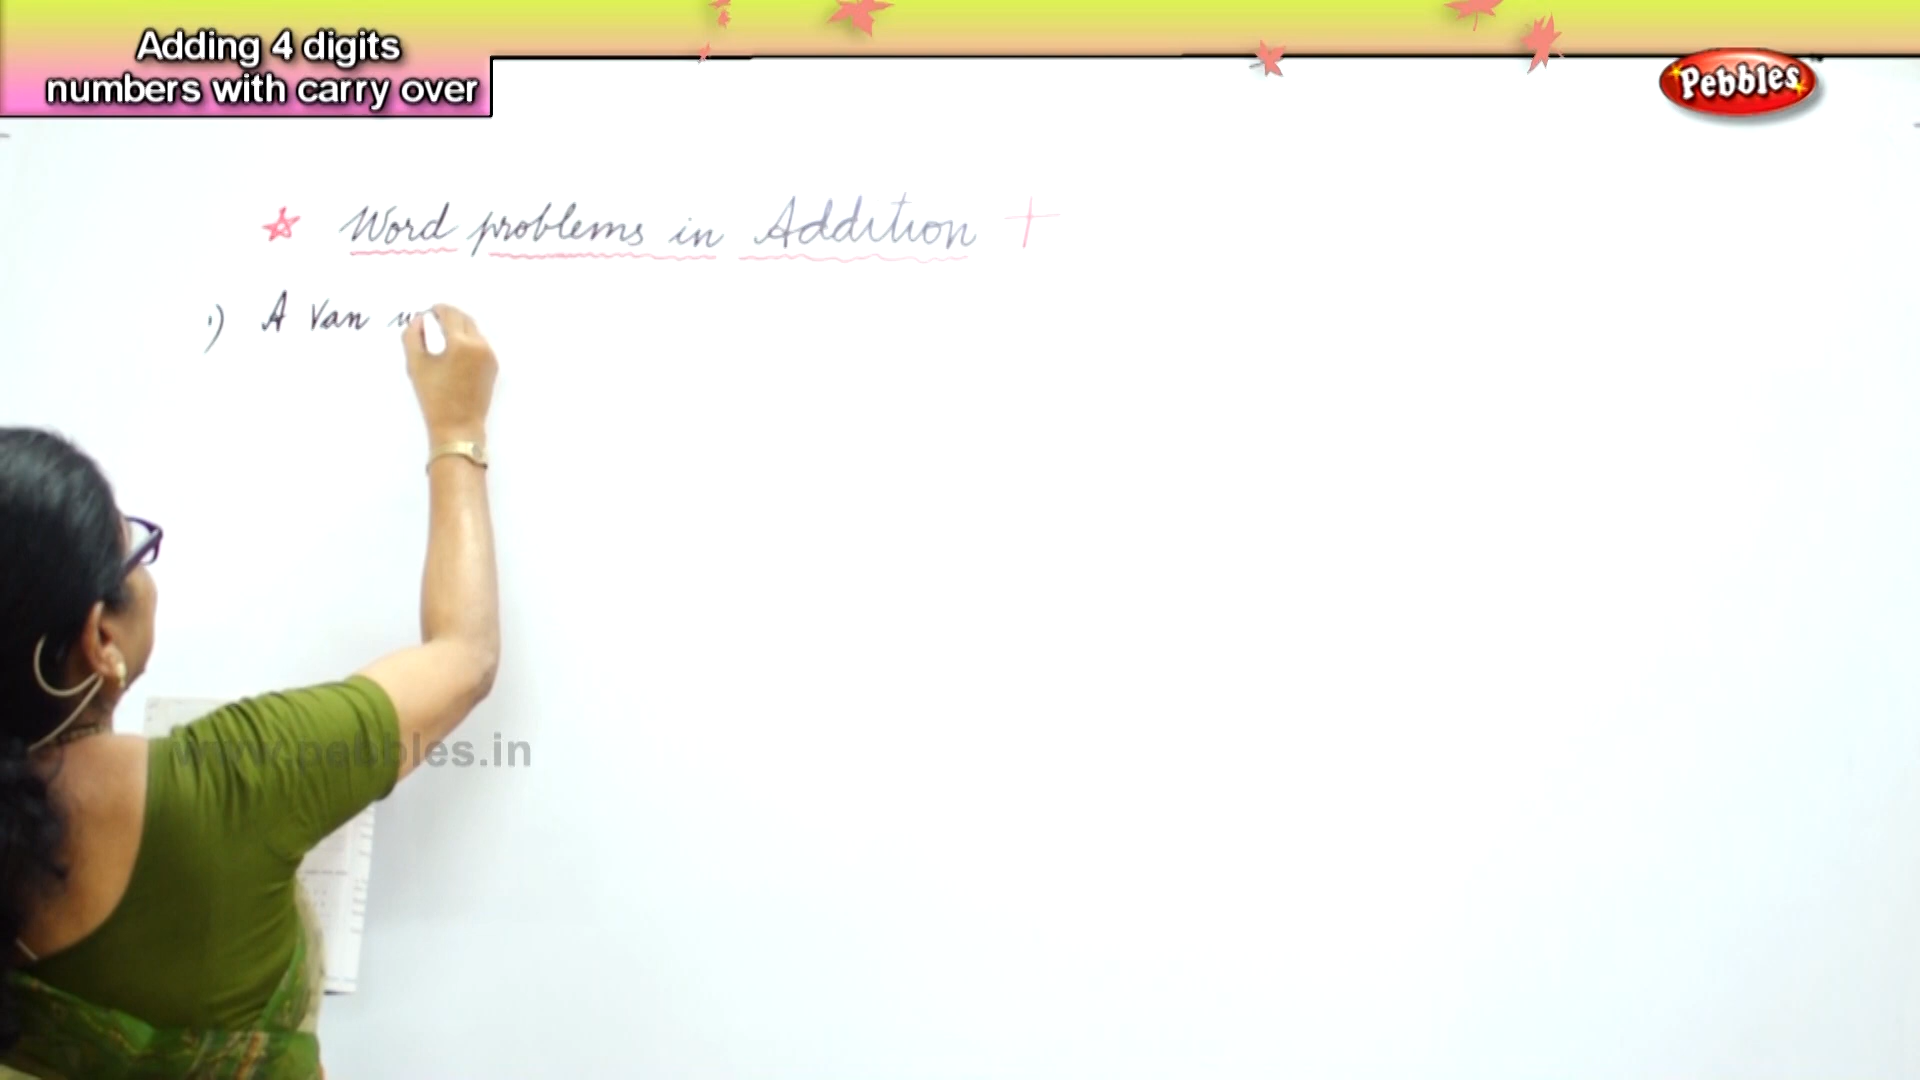 Adding 4 digits
numbers with carry over
Pebbles
☆ Word problems in Addition +
1) A Van
www.pebbles.in